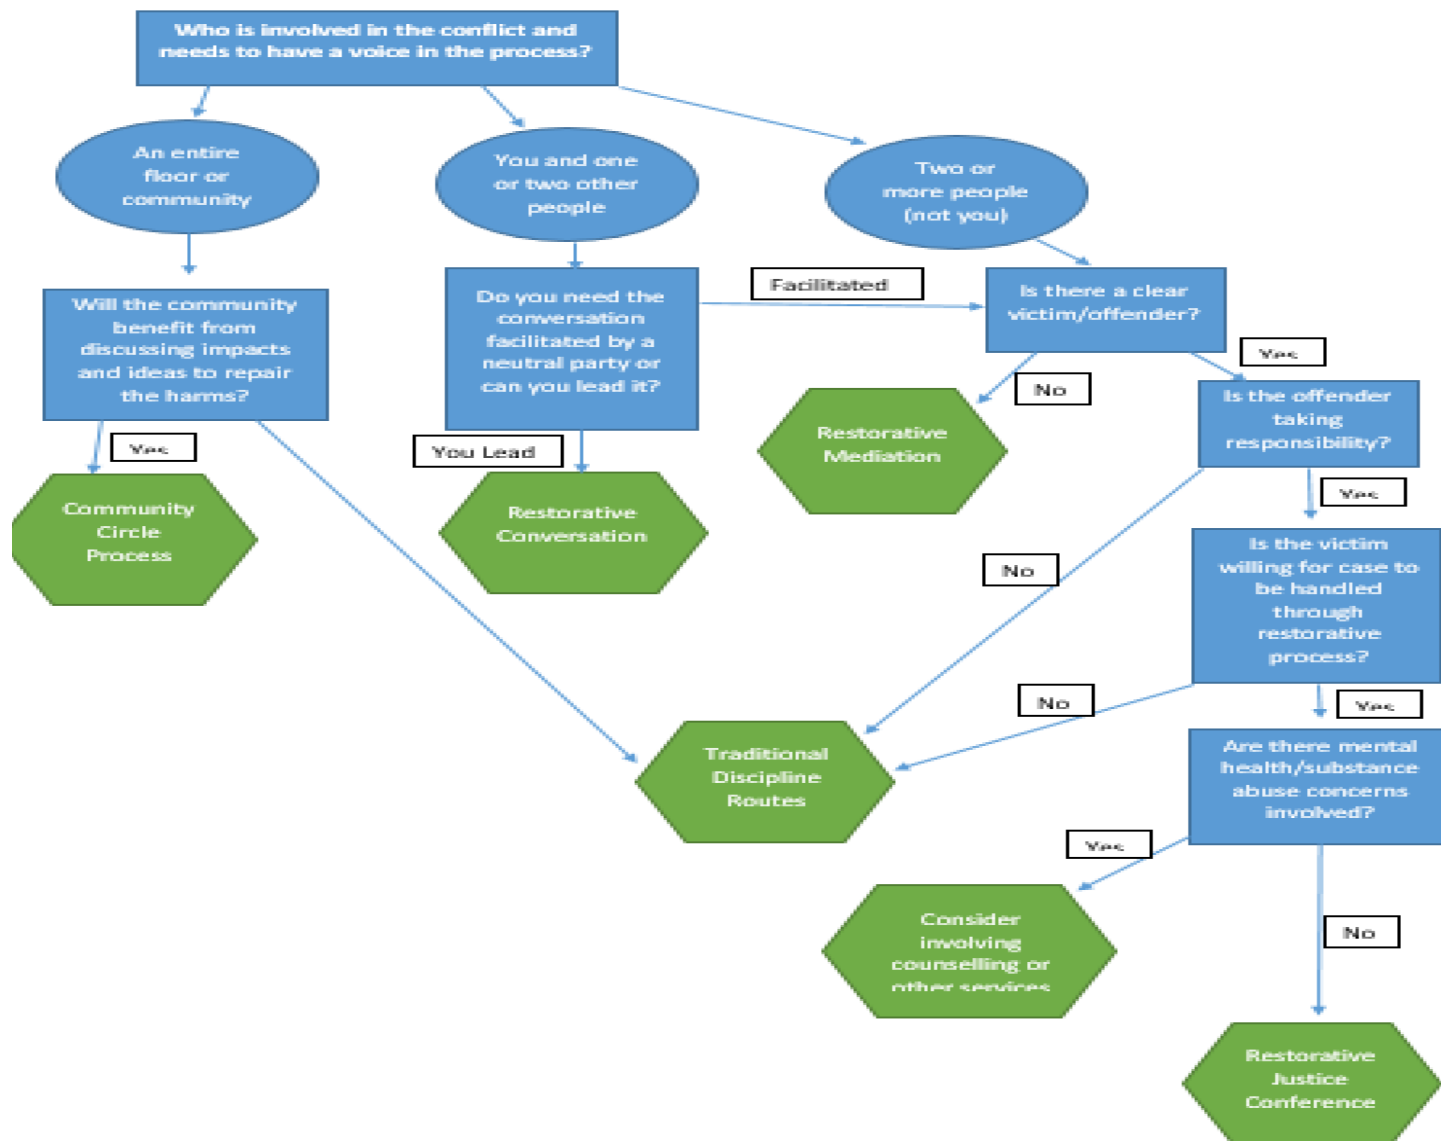 Who is involved in the conflict and
needs to have a voice in the process?
An entire
floor or
community
You and one
or two other
people
Two or
more people
(not you)
Will the community
benefit from
discussing impacts
and ideas to repair
the harms?
Do you need the
conversation
facilitated by a
neutral party or
can you lead it?
Facilitated
Is there a clear
victim/offender?
Yes
No
Is the offender
taking
responsibility?
Restorative
Mediation
Yes
You Lead
Community
Circle
Process
Restorative
Conversation
Yes
No
Is the victim
willing for case to
be handled
through
restorative
process?
No
Yes
Traditional
Discipline
Routes
Are there mental
health/substance
abuse concerns
involved?
Yes
Consider
involving
counselling or
other services
No
Restorative
Justice
Conference